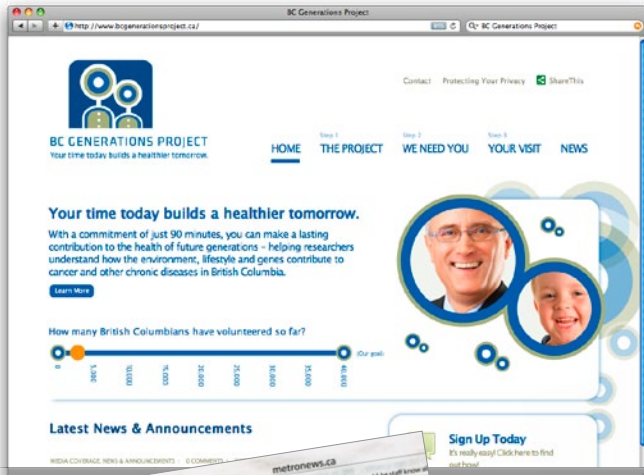 BC Generations Project
http://www.bcgenerationsproject.ca/
BC Generations Project
Contact Protecting Your Privacy ShareThis
BC GENERATIONS PROJECT
Your time today builds a healthier tomorrow.
Step 1 Step 2 Step 3
HOME THE PROJECT WE NEED YOU YOUR VISIT NEWS
Your time today builds a healthier tomorrow.
With a commitment of just 90 minutes, you can make a lasting
contribution to the health of future generations – helping researchers
understand how the environment, lifestyle and genes contribute to
cancer and other chronic diseases in British Columbia.
Learn More
How many British Columbians have volunteered so far?
(Our goal)
0 5,000 10,000 15,000 20,000 25,000 30,000 35,000 40,000
Latest News & Announcements
MEDIA COVERAGE, NEWS & ANNOUNCEMENTS 0 COMMENTS
metronews.ca
staff know
Sign Up Today
It's really easy! Click here to find
out how!